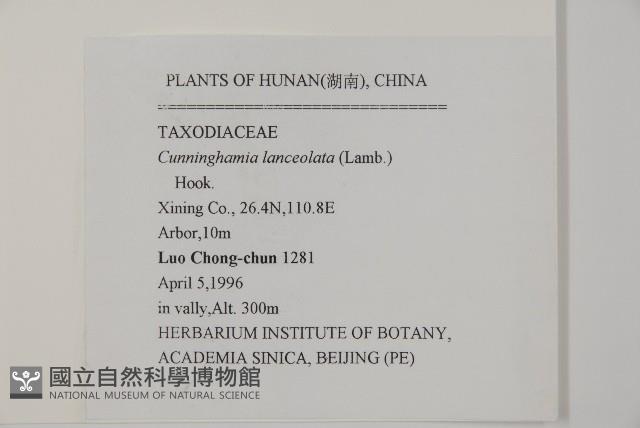 PLANTS OF HUNAN(湖南), CHINA
==============================
TAXODIACEAE
Cunninghamia lanceolata (Lamb.)
Hook.
Xining Co., 26.4N,110.8E
Arbor,10m
Luo Chong-chun 1281
April 5,1996
in vally,Alt. 300m
HERBARIUM INSTITUTE OF BOTANY,
ACADEMIA SINICA, BEIJING (PE)
國立自然科學博物館
NATIONAL MUSEUM OF NATURAL SCIENCE